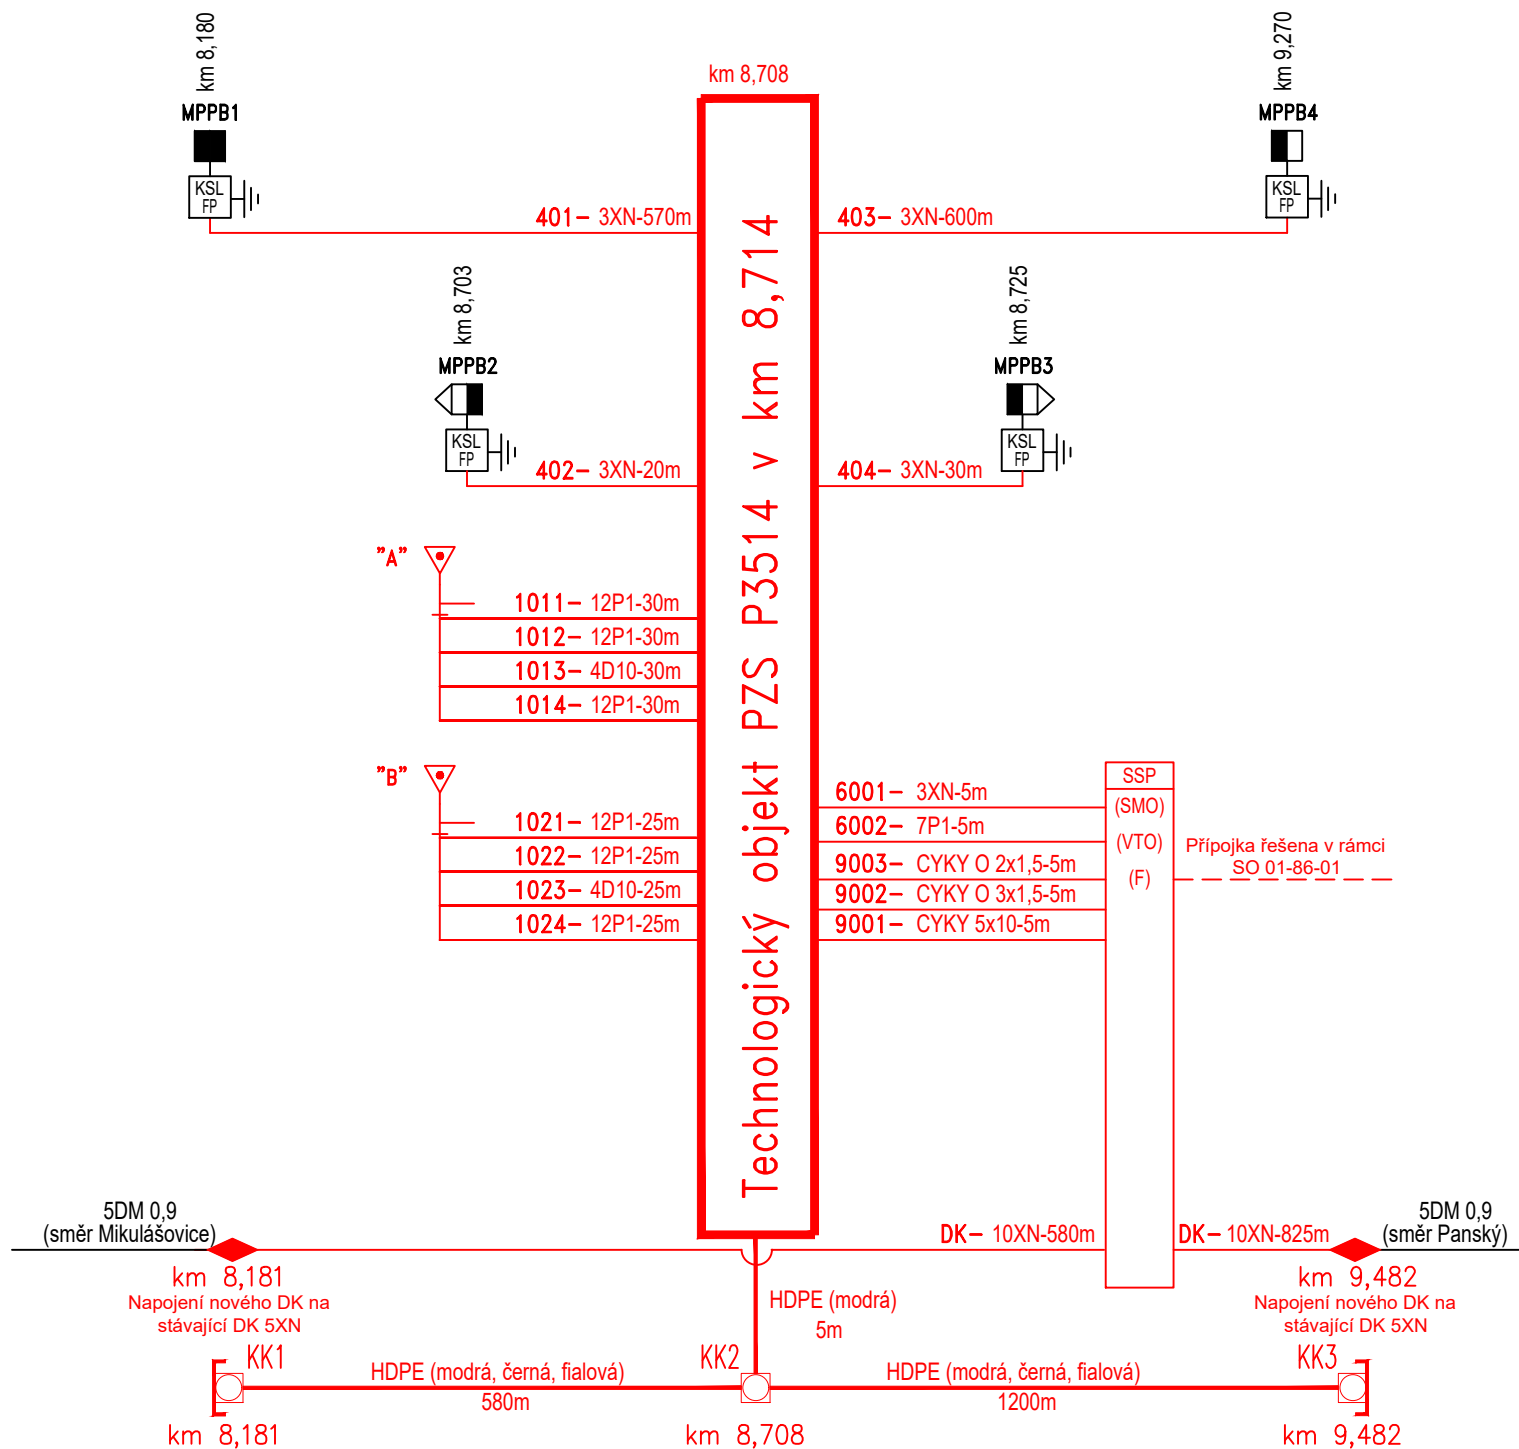 km 8,180
MPPB1
KSL
FP
401- 3XN-570m
km 8,708
km 9,270
MPPB4
KSL
FP
403- 3XN-600m
km 8,703
MPPB2
KSL
FP
402- 3XN-20m
km 8,725
MPPB3
KSL
FP
404- 3XN-30m
Technologický objekt PZS P3514 v km 8,714
"A"
1011- 12P1-30m
1012- 12P1-30m
1013- 4D10-30m
1014- 12P1-30m
"B"
1021- 12P1-25m
1022- 12P1-25m
1023- 4D10-25m
1024- 12P1-25m
6001- 3XN-5m
6002- 7P1-5m
9003- CYKY O 2x1,5-5m
9002- CYKY O 3x1,5-5m
9001- CYKY 5x10-5m
SSP
(SMO)
(VTO)
(F)
Přípojka řešena v rámci
SO 01-86-01
5DM 0,9
(směr Mikulášovice)
DK- 10XN-580m
DK- 10XN-825m
5DM 0,9
(směr Panský)
km 8,181
Napojení nového DK na
stávající DK 5XN
HDPE (modrá)
5m
km 9,482
Napojení nového DK na
stávající DK 5XN
KK1
HDPE (modrá, černá, fialová)
580m
KK2
HDPE (modrá, černá, fialová)
1200m
KK3
km 8,181
km 8,708
km 9,482